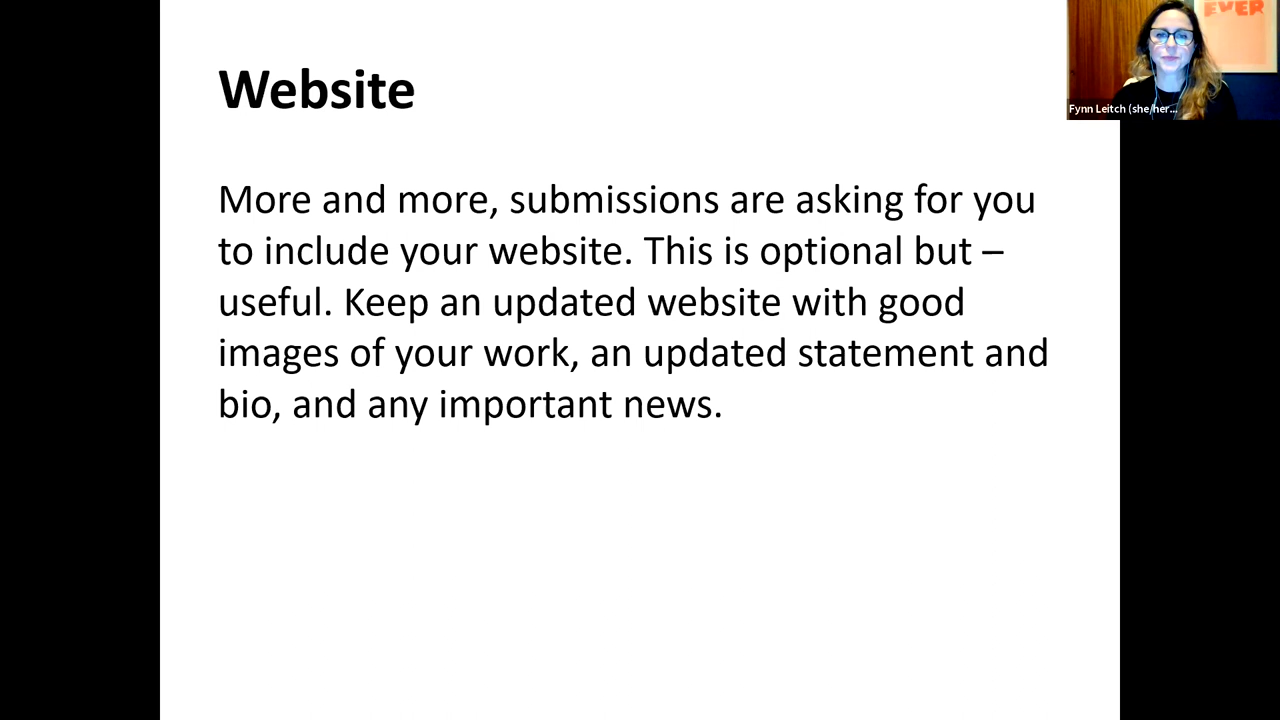 Website
More and more, submissions are asking for you
to include your website. This is optional but –
useful. Keep an updated website with good
images of your work, an updated statement and
bio, and any important news.
EVER
Fynn Leitch (she/her...